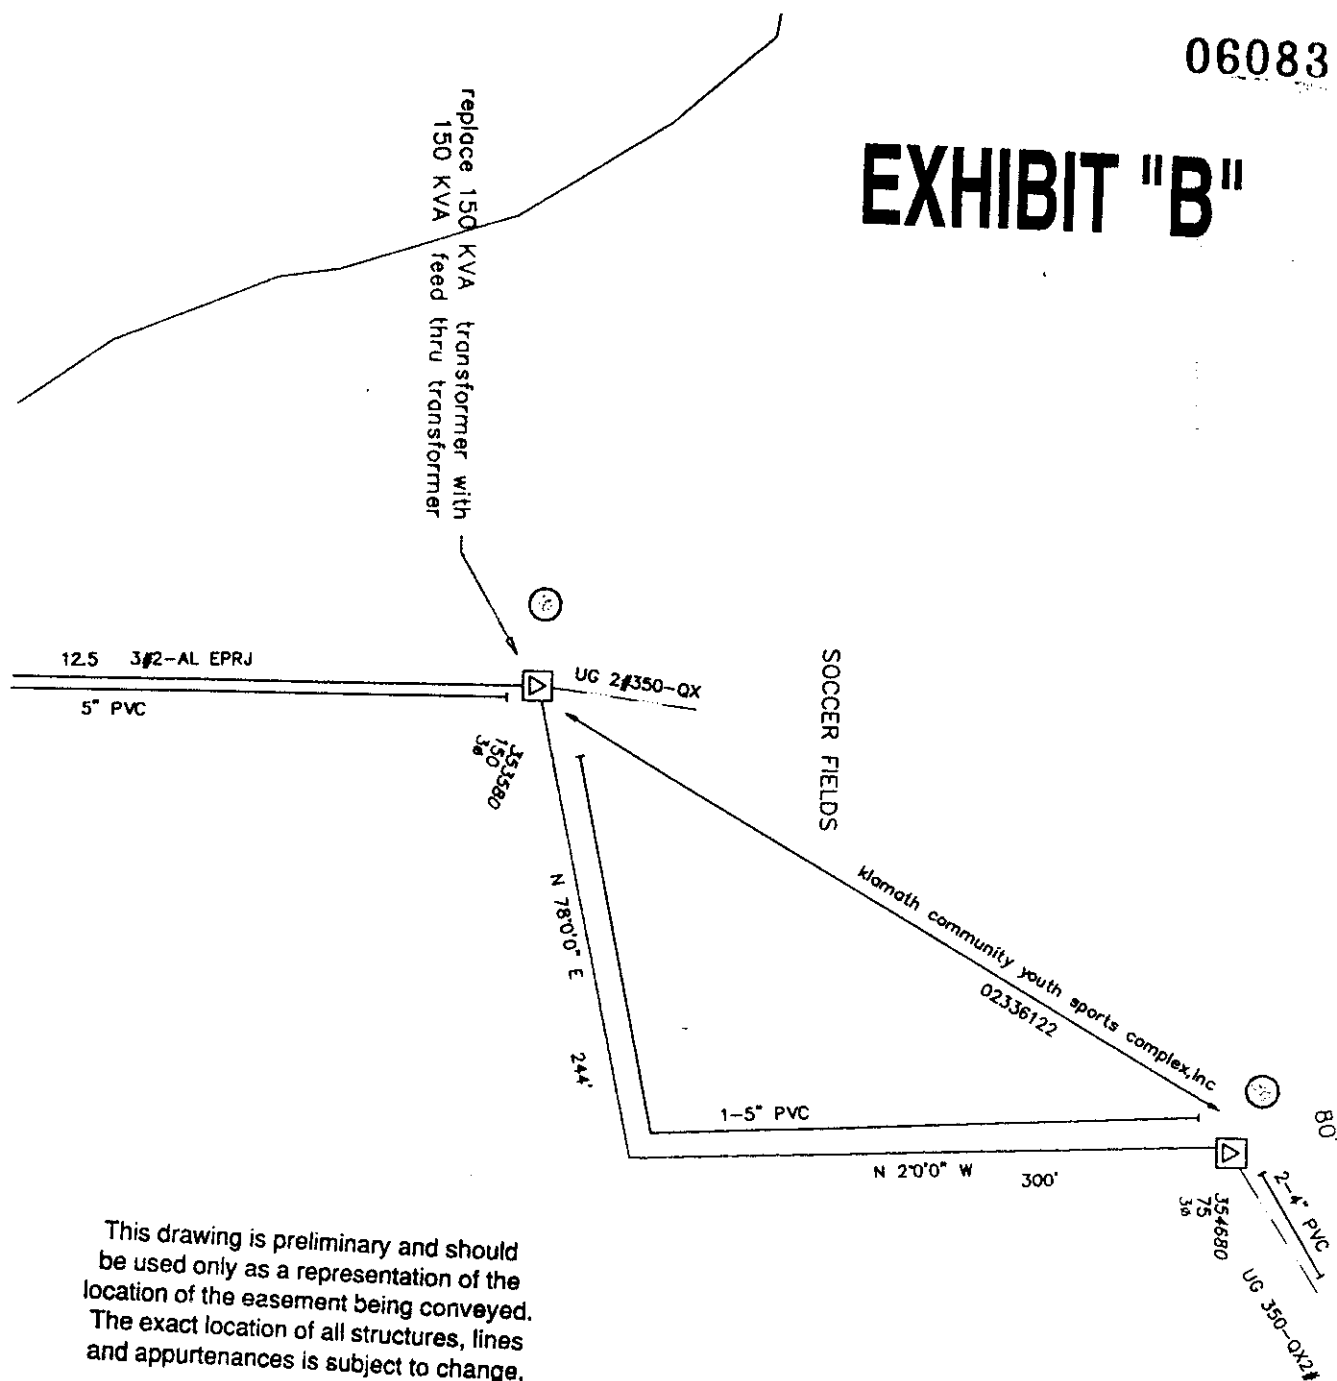 06083
EXHIBIT "B"
replace 150 KVA transformer with
150 KVA feed thru transformer
12.5 3#2-AL EPRJ
5" PVC
UG 2#350-QX
353580
150
3ø
SOCCER FIELDS
N 78°0'0" E
244'
klamath community youth sports complex,inc
02336122
1-5" PVC
N 2°0'0" W
300'
80'
2-4" PVC
354680
75
3ø
UG 350-QX2#
This drawing is preliminary and should
be used only as a representation of the
location of the easement being conveyed.
The exact location of all structures, lines
and appurtenances is subject to change.